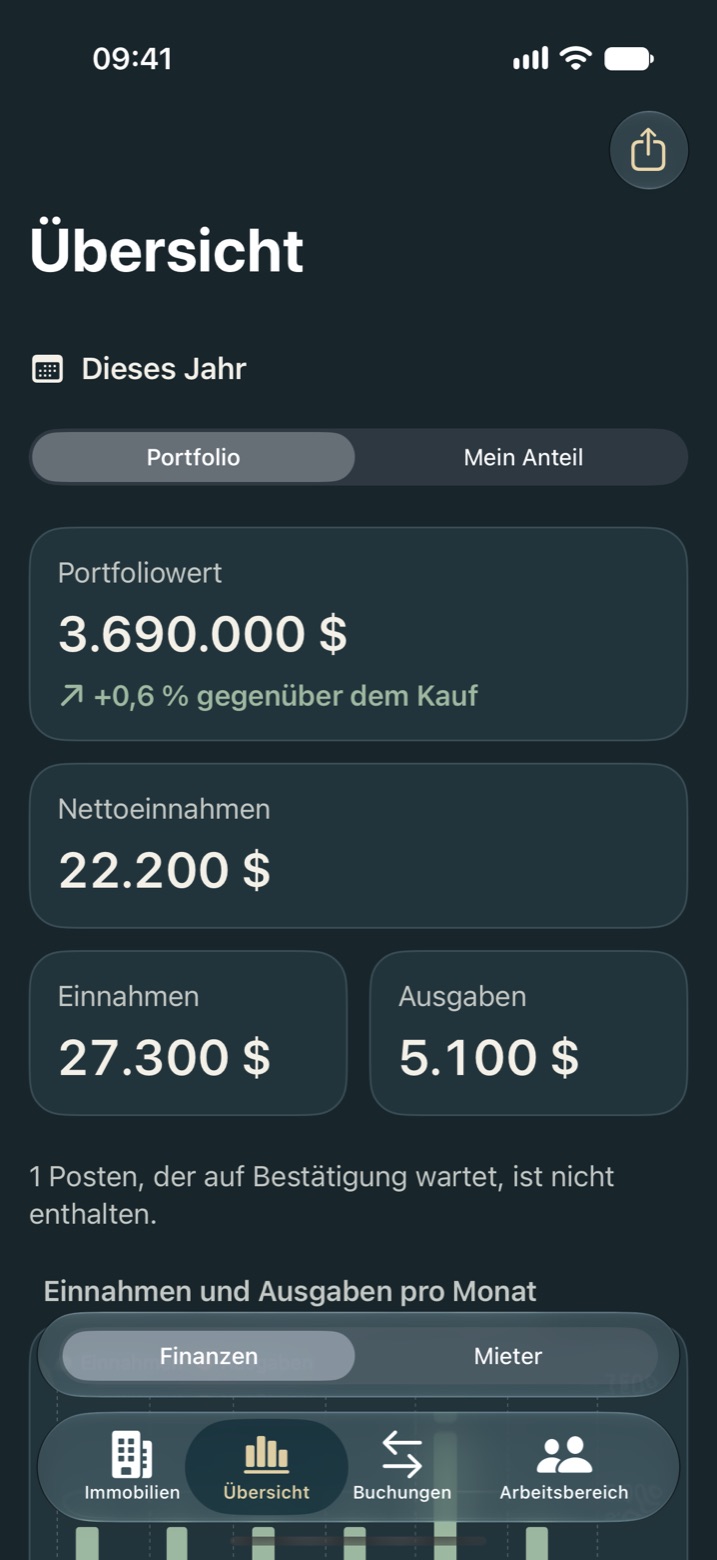 09:41
Übersicht
Dieses Jahr
Portfolio
Mein Anteil
Portfoliowert
3.690.000 $
+0,6 % gegenüber dem Kauf
Nettoeinnahmen
22.200 $
Einnahmen
27.300 $
Ausgaben
5.100 $
1 Posten, der auf Bestätigung wartet, ist nicht
enthalten.
Einnahmen und Ausgaben pro Monat
Finanzen
Mieter
Immobilien
Übersicht
Buchungen
Arbeitsbereich